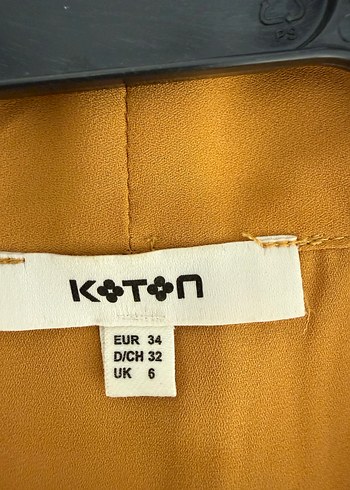 KOTON
EUR 34
D/CH 32
UK 6